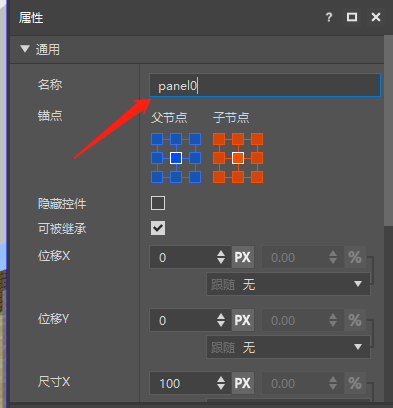 属性 ?
通用
名称 panel0
锚点 父节点 子节点
隐藏控件
可被继承
位移X 0 PX 0.00 %
跟随 无
位移Y 0 PX 0.00 %
跟随 无
尺寸X 100 PX 0.00 %